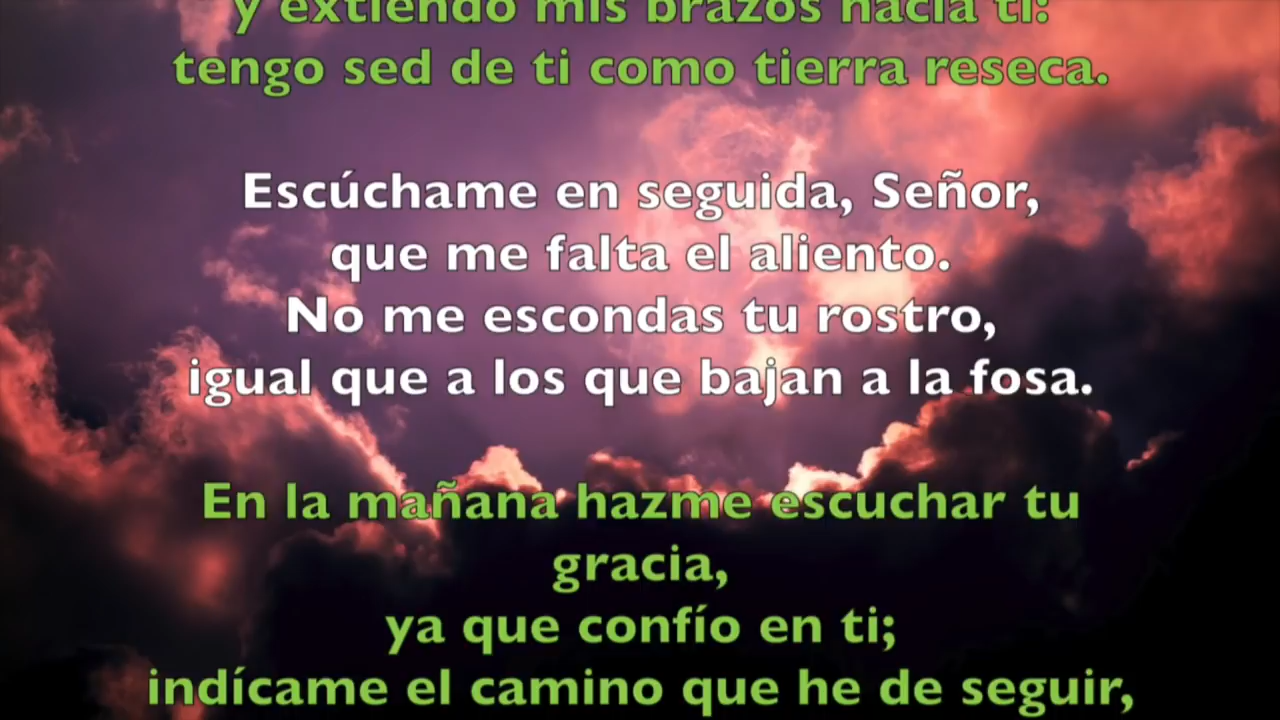 y extiendo mis brazos hacia ti:
tengo sed de ti como tierra reseca.
Escúchame en seguida, Señor,
que me falta el aliento.
No me escondas tu rostro,
igual que a los que bajan a la fosa.
En la mañana hazme escuchar tu
gracia,
ya que confío en ti;
indícame el camino que he de seguir,